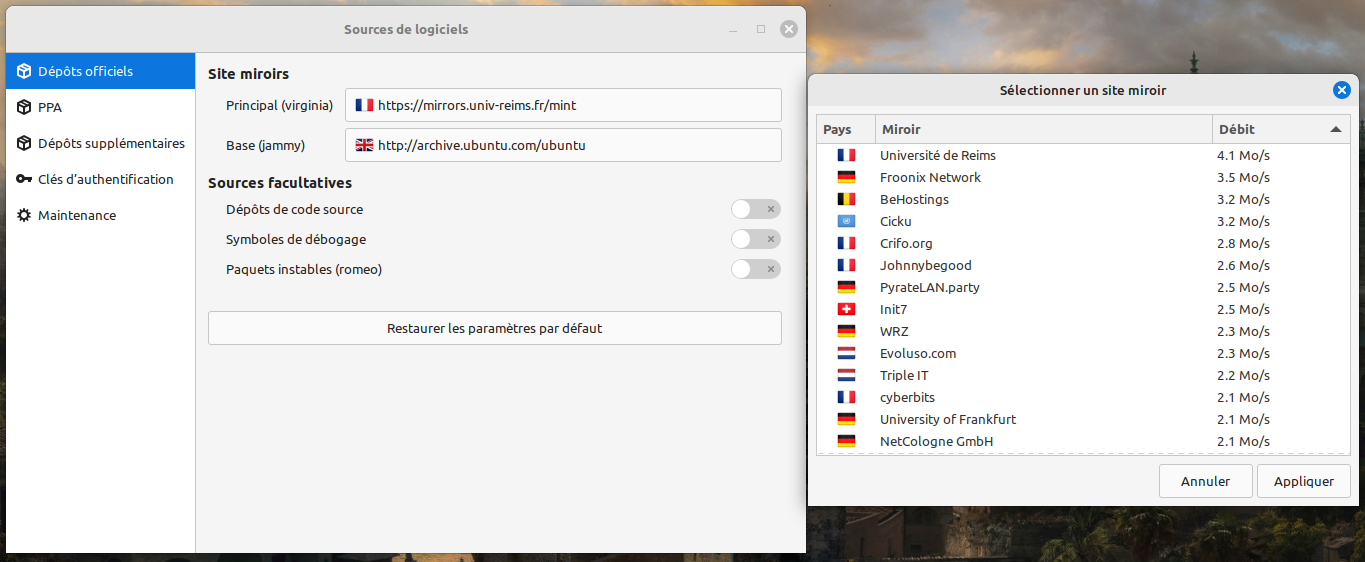 Sources de logiciels
Dépôts officiels
PPA
Dépôts supplémentaires
Clés d’authentification
Maintenance
Site miroirs
Principal (virginia) https://mirrors.univ-reims.fr/mint
Base (jammy) http://archive.ubuntu.com/ubuntu
Sources facultatives
Dépôts de code source
Symboles de débogage
Paquets instables (romeo)
Restaurer les paramètres par défaut
Sélectionner un site miroir
Pays Miroir Débit
Université de Reims 4.1 Mo/s
Froonix Network 3.5 Mo/s
BeHostings 3.2 Mo/s
Cicku 3.2 Mo/s
Crifo.org 2.8 Mo/s
Johnnybegood 2.6 Mo/s
PyrateLAN.party 2.5 Mo/s
Init7 2.5 Mo/s
WRZ 2.3 Mo/s
Evoluso.com 2.3 Mo/s
Triple IT 2.2 Mo/s
cyberbits 2.1 Mo/s
University of Frankfurt 2.1 Mo/s
NetCologne GmbH 2.1 Mo/s
Annuler Appliquer